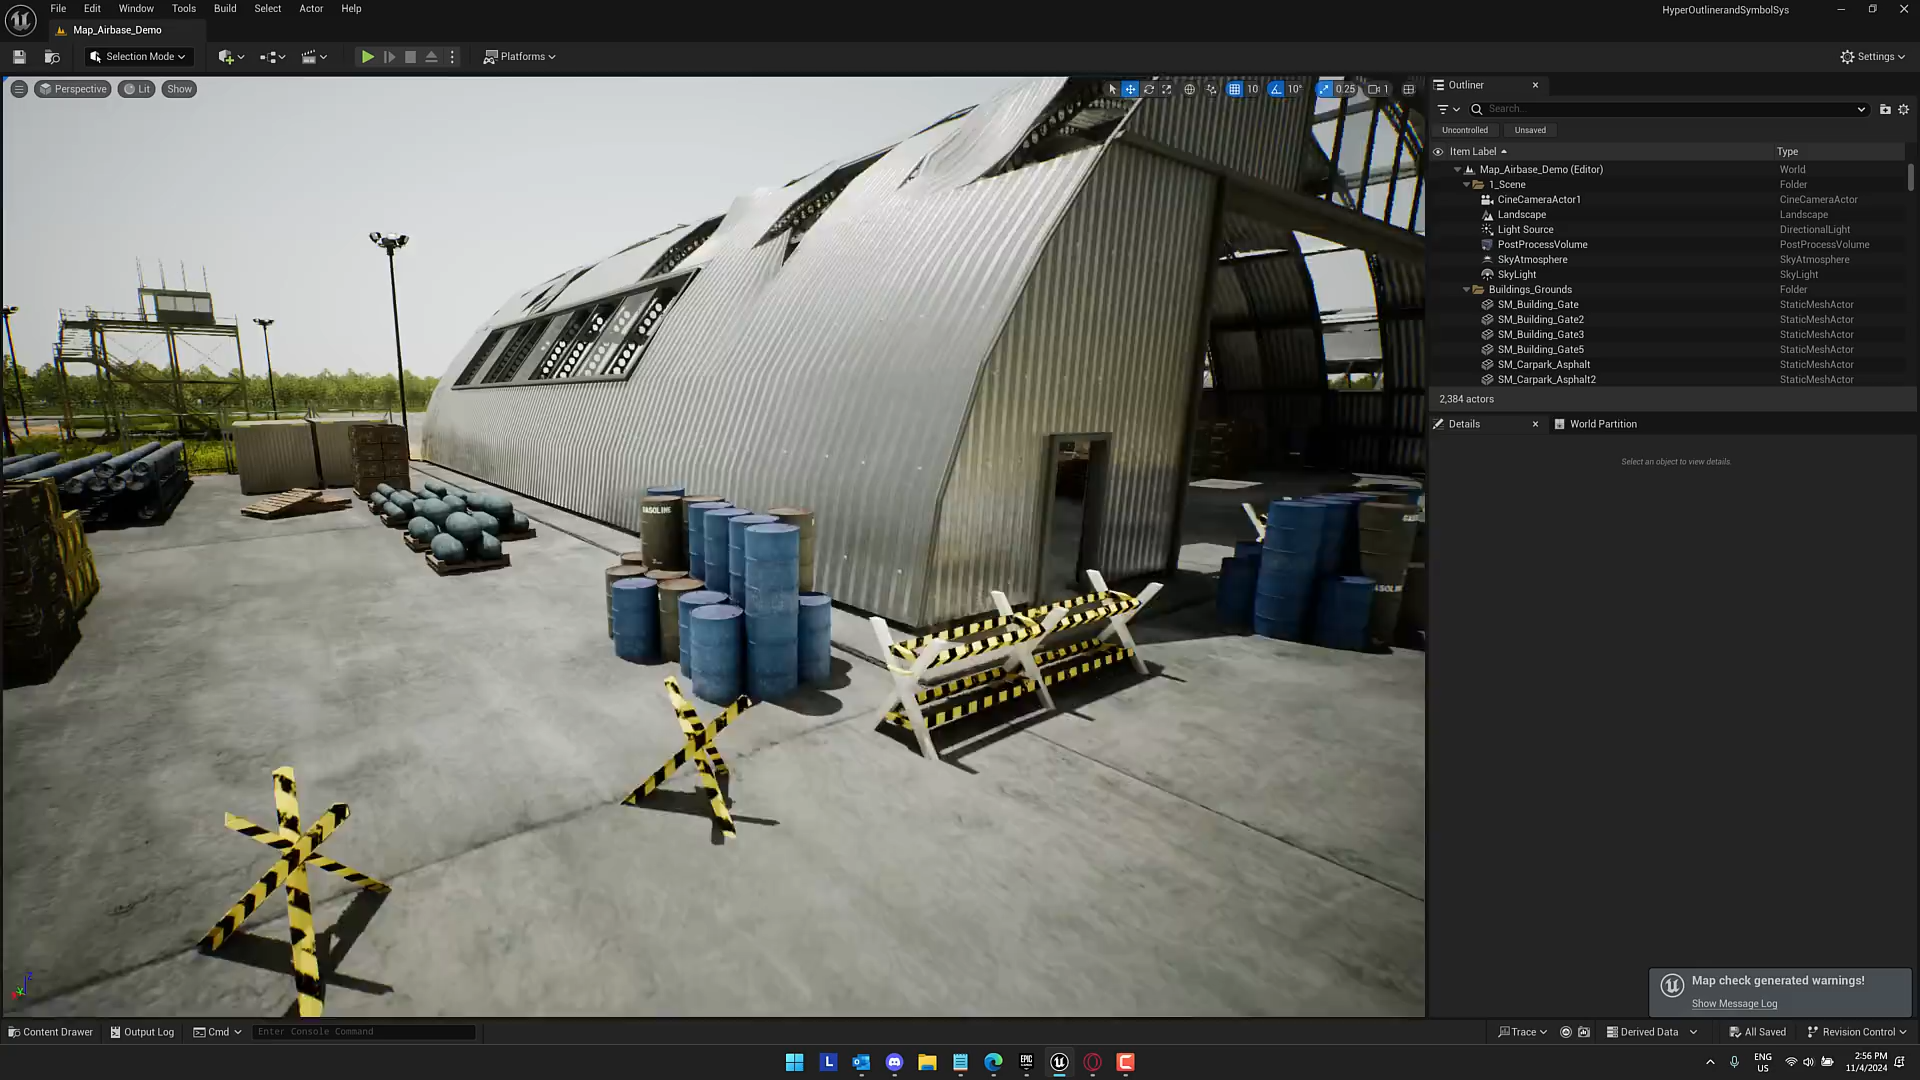 File Edit Window Tools Build Select Actor Help
HyperOutlinerandSymbolSys
Map_Airbase_Demo
Selection Mode
Platforms
Settings
Perspective Lit Show
10 10° 0.25 1
Outliner
Search...
Uncontrolled Unsaved
Item Label Type
Map_Airbase_Demo (Editor) World
1_Scene Folder
CineCameraActor1 CineCameraActor
Landscape Landscape
Light Source DirectionalLight
PostProcessVolume PostProcessVolume
SkyAtmosphere SkyAtmosphere
SkyLight SkyLight
Buildings_Grounds Folder
SM_Building_Gate StaticMeshActor
SM_Building_Gate2 StaticMeshActor
SM_Building_Gate3 StaticMeshActor
SM_Building_Gate5 StaticMeshActor
SM_Carpark_Asphalt StaticMeshActor
SM_Carpark_Asphalt2 StaticMeshActor
2,384 actors
Details World Partition
Select an object to view details.
GASOLINE
Z
Map check generated warnings!
Show Message Log
Content Drawer Output Log Cmd Enter Console Command
Trace Derived Data All Saved Revision Control
L EPIC
ENG
US
2:56 PM
11/4/2024